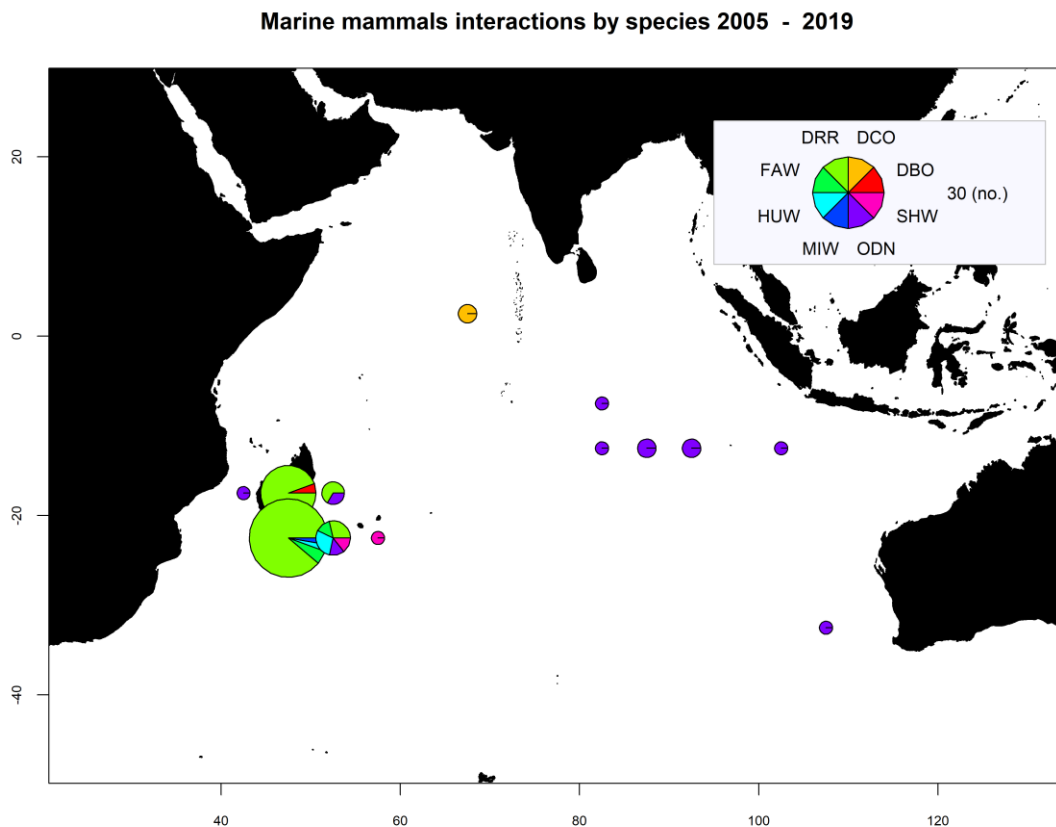 Marine mammals interactions by species 2005 - 2019
DRR DCO
FAW DBO
30 (no.)
HUW SHW
MIW ODN
20
0
-20
-40
40 60 80 100 120